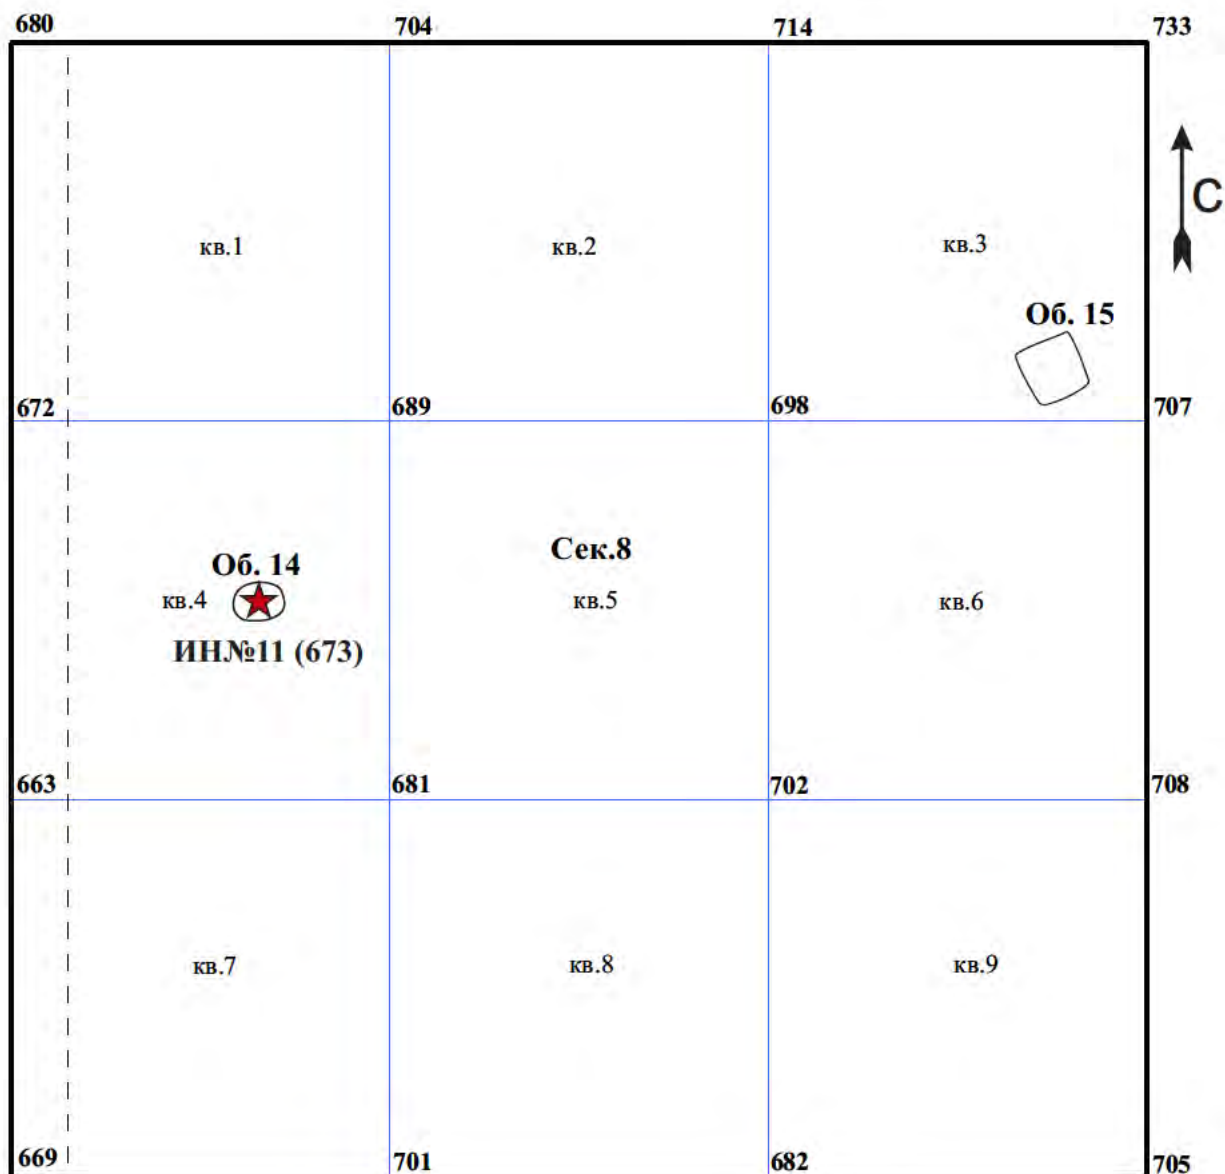 680 704 714 733
С
кв.1 кв.2 кв.3
Об. 15
672 689 698 707
Сек.8
Об. 14
кв.4 кв.5 кв.6
ИН№11 (673)
663 681 702 708
кв.7 кв.8 кв.9
669 701 682 705